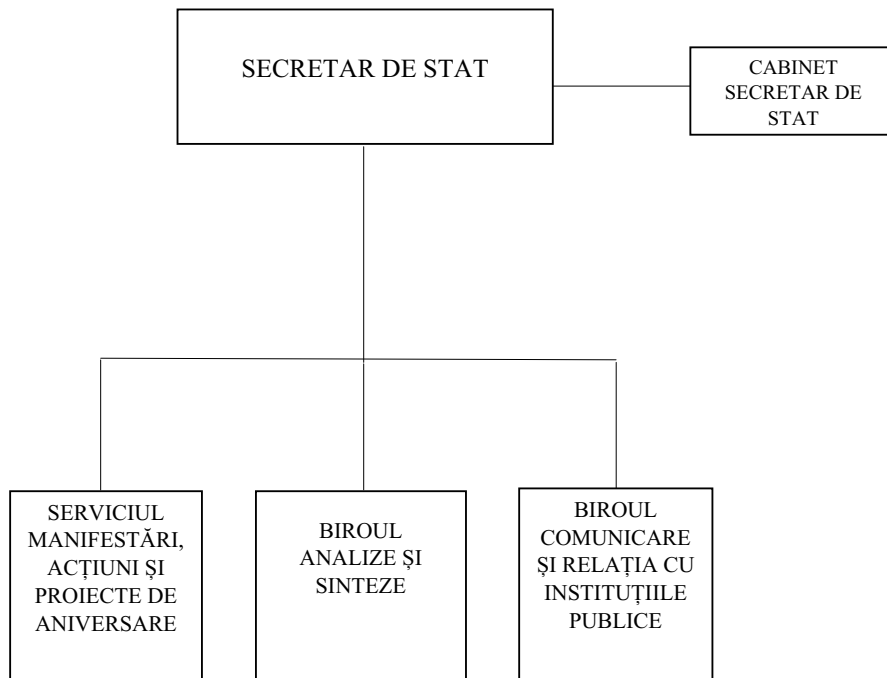 SECRETAR DE STAT
CABINET
SECRETAR DE
STAT
SERVICIUL
MANIFESTĂRI,
ACȚIUNI ȘI
PROIECTE DE
ANIVERSARE
BIROUL
ANALIZE ȘI
SINTEZE
BIROUL
COMUNICARE
ȘI RELAȚIA CU
INSTITUȚIILE
PUBLICE